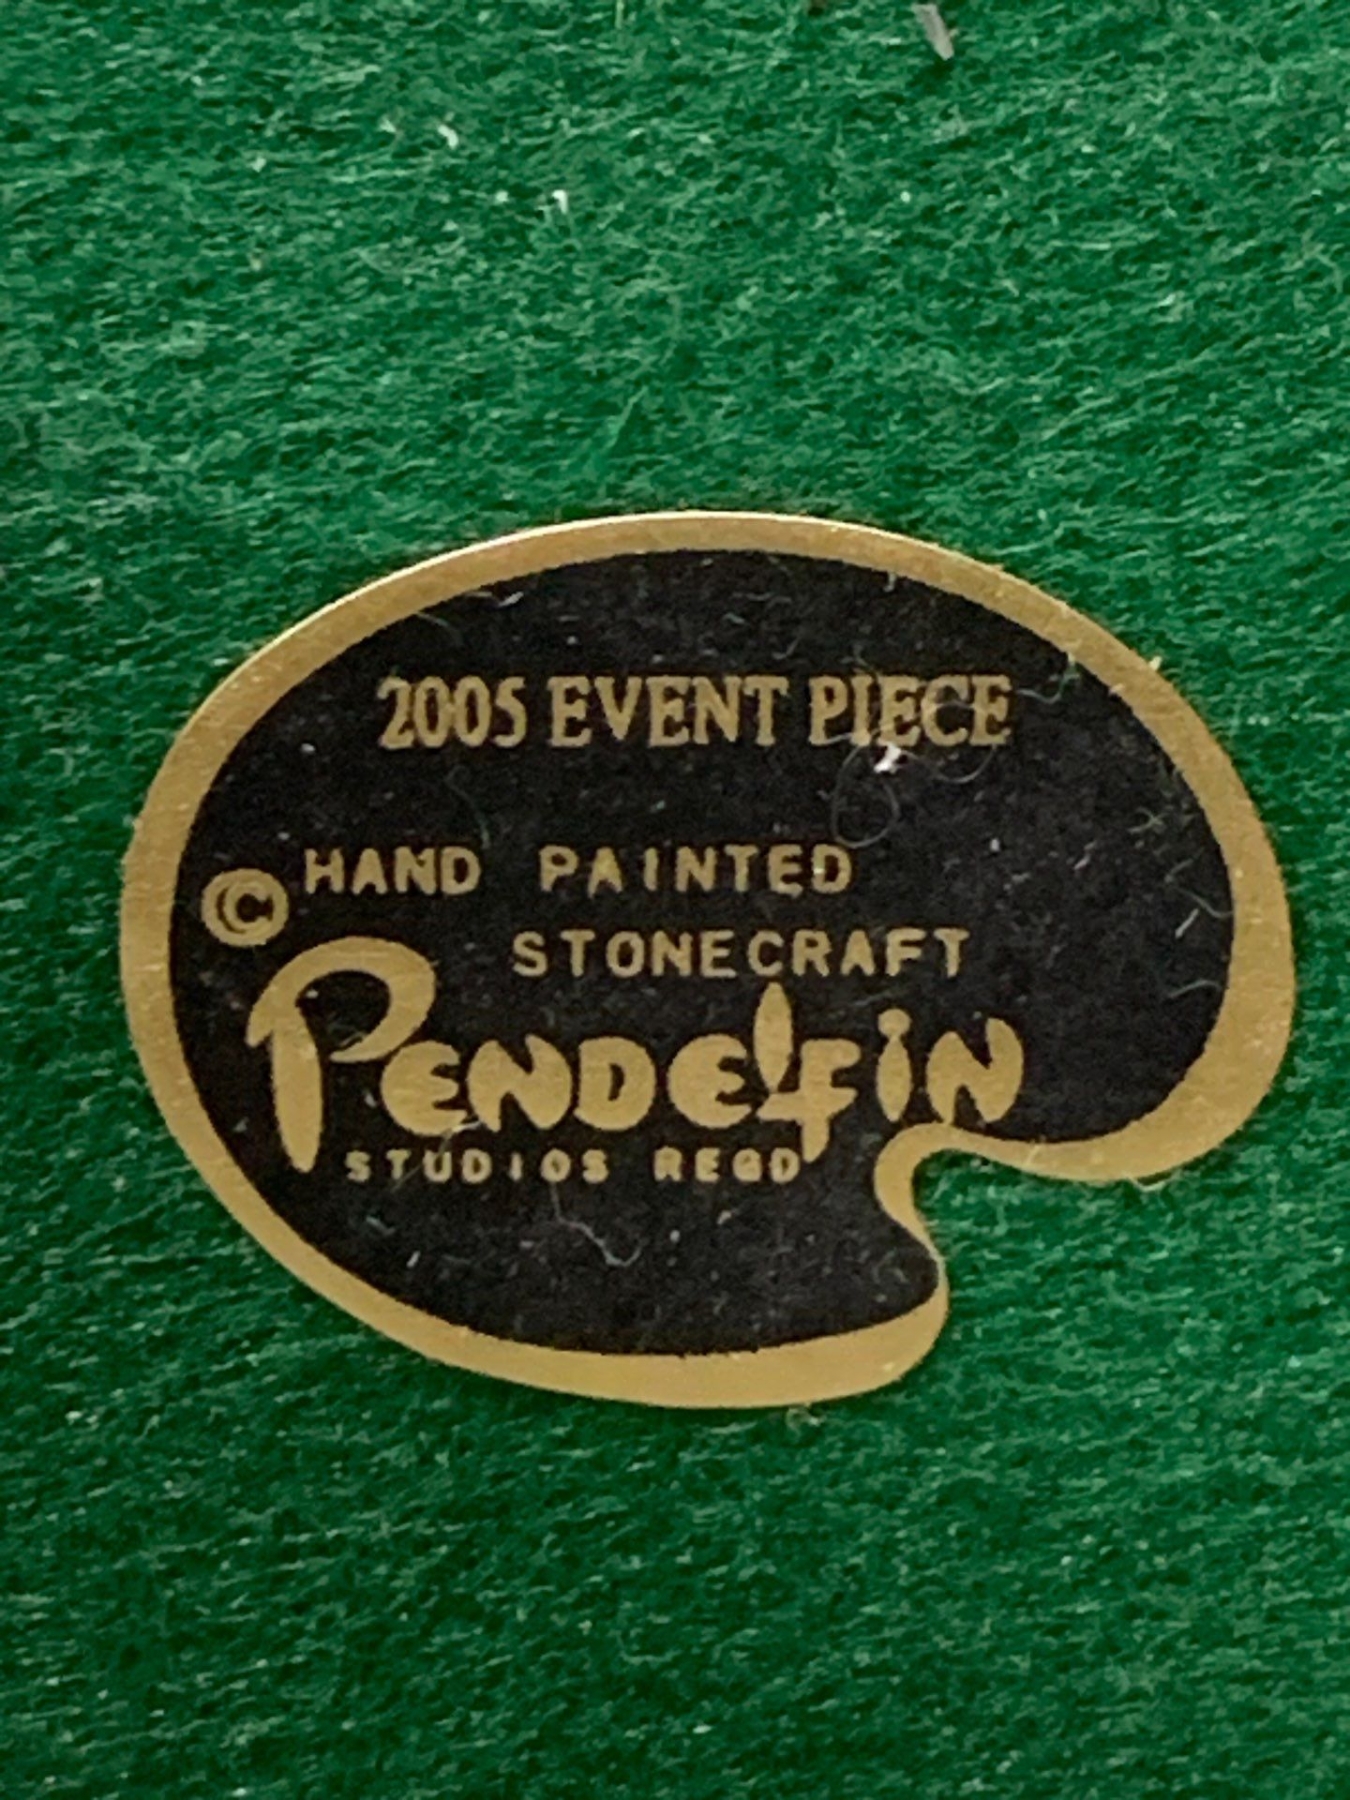 2005 EVENT PIECE
© HAND PAINTED
STONECRAFT
PENDELFIN
STUDIOS REGD